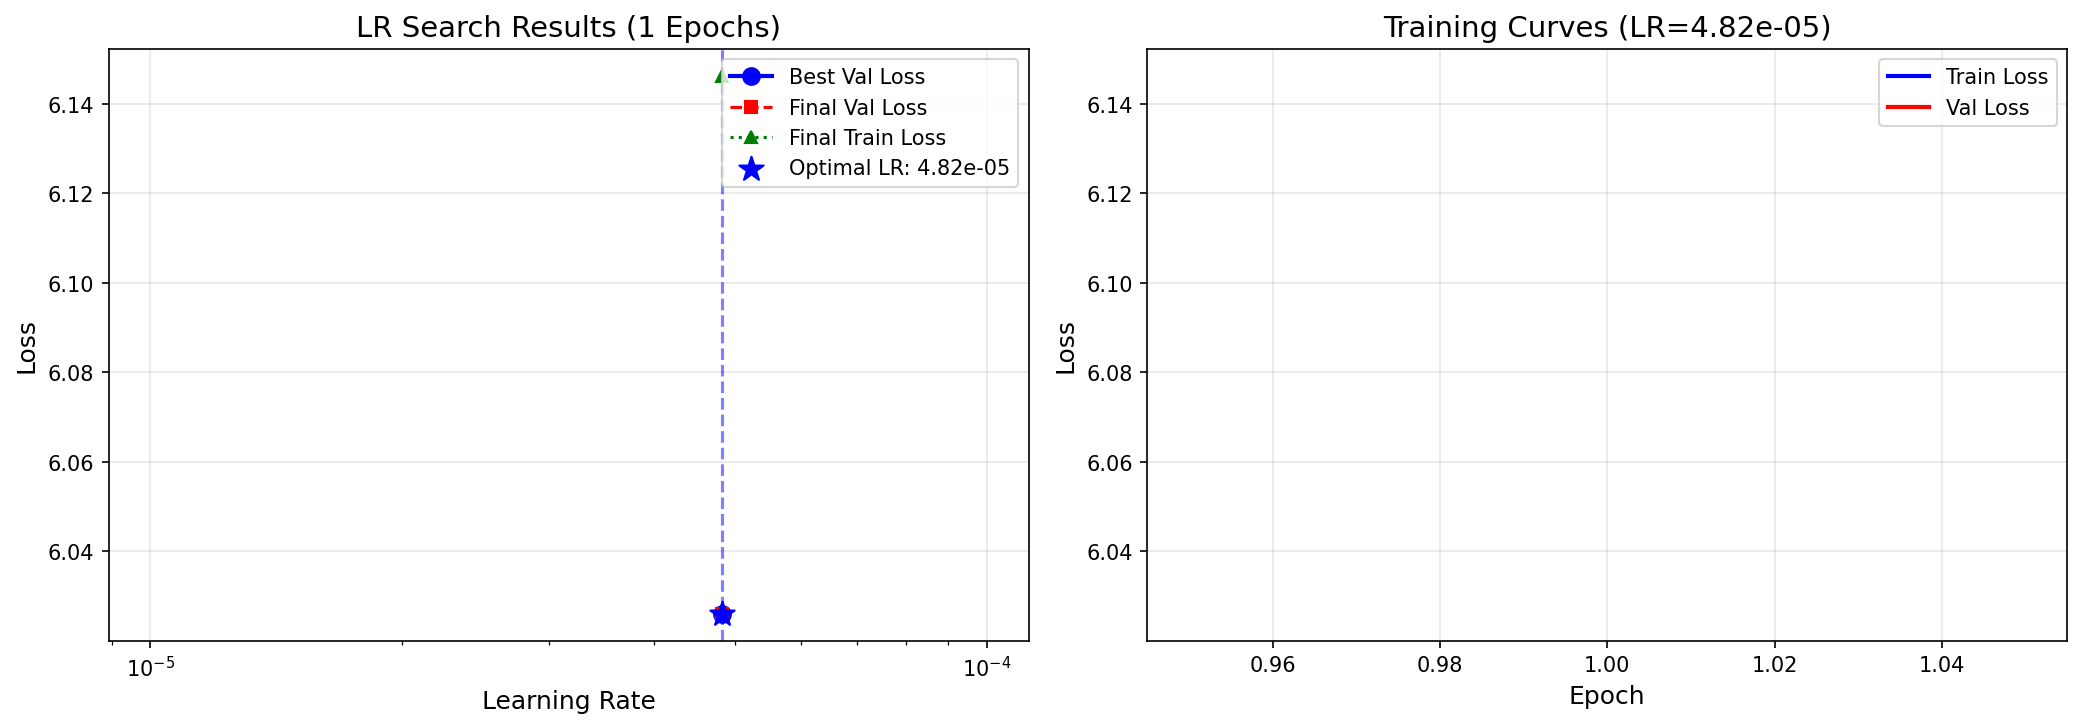 LR Search Results (1 Epochs)
Best Val Loss
Final Val Loss
Final Train Loss
Optimal LR: 4.82e-05
6.14
6.12
6.10
6.08
6.06
6.04
Loss
10⁻⁵
10⁻⁴
Learning Rate
Training Curves (LR=4.82e-05)
Train Loss
Val Loss
6.14
6.12
6.10
6.08
6.06
6.04
Loss
0.96
0.98
1.00
1.02
1.04
Epoch